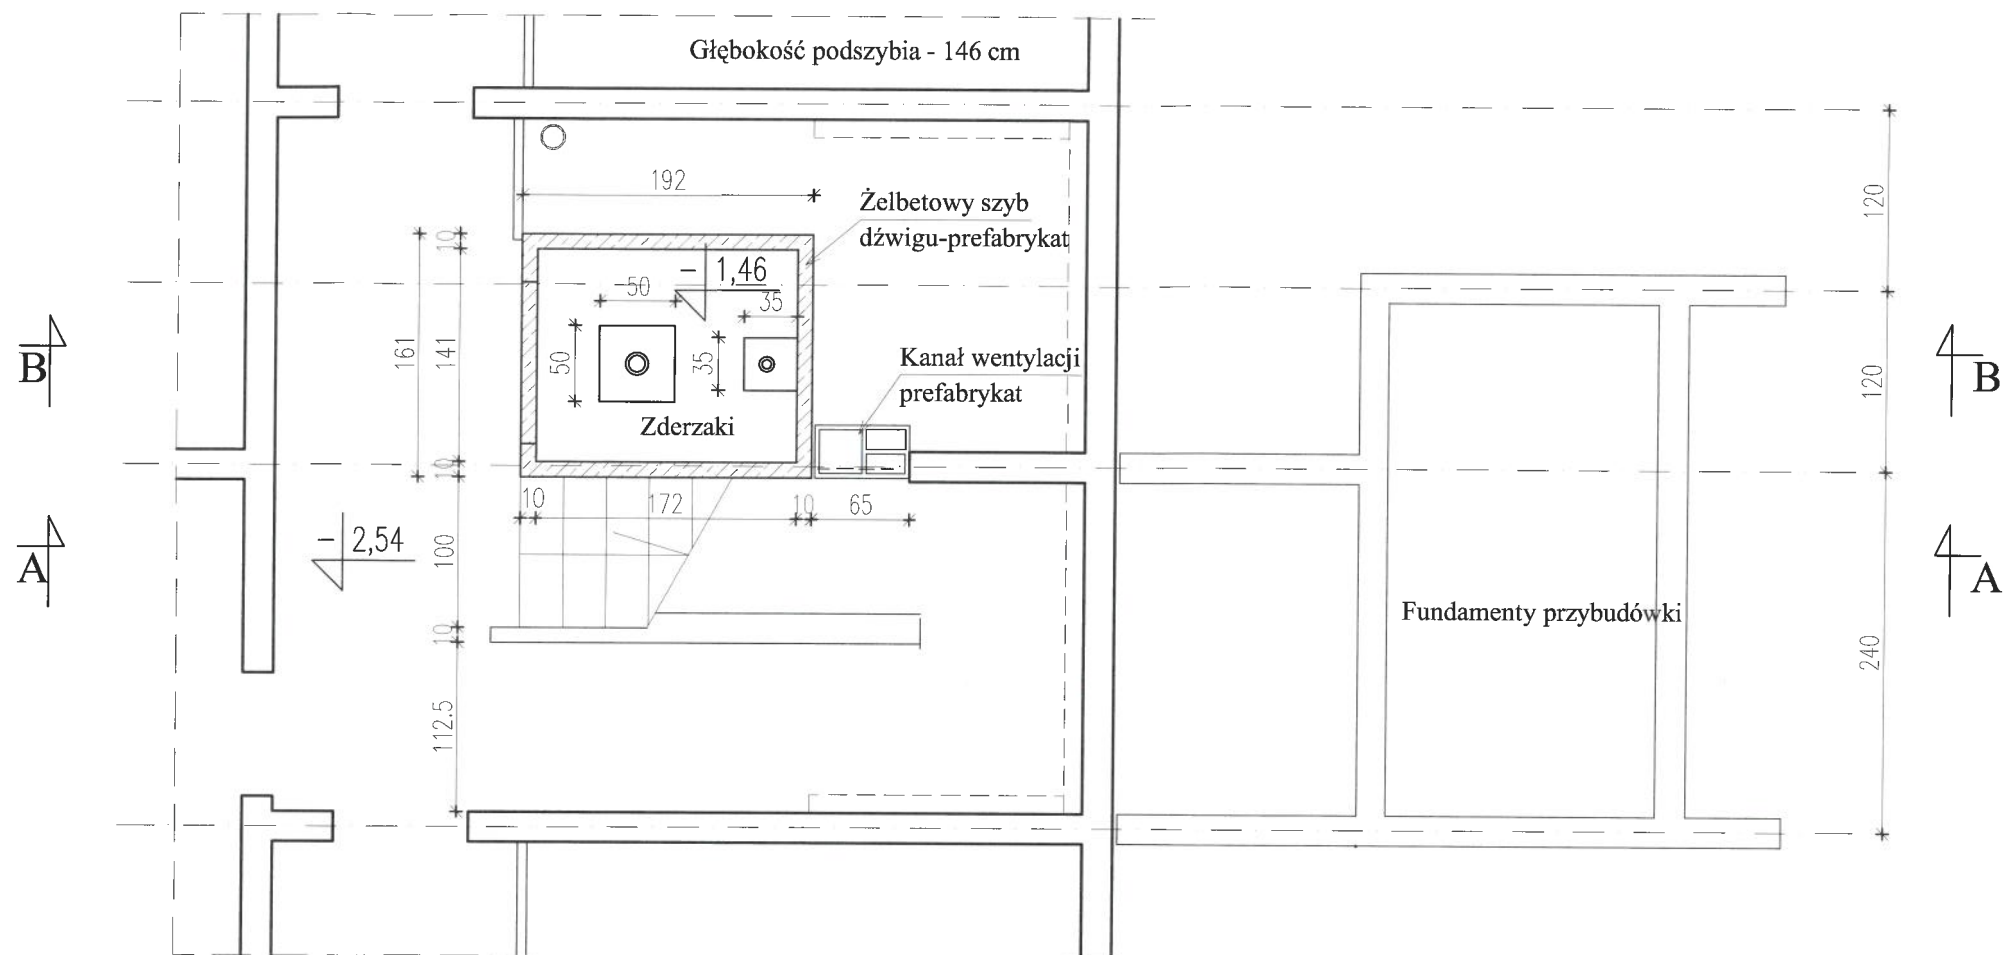 Głębokość podszybia - 146 cm
192
Żelbetowy szyb
dźwigu-prefabrykat
120
10
- 1,46
50
35
161
141
50
35
Kanał wentylacji
prefabrykat
120
B
B
Zderzaki
10
10
172
10
65
- 2,54
100
A
A
Fundamenty przybudówki
10
240
112.5